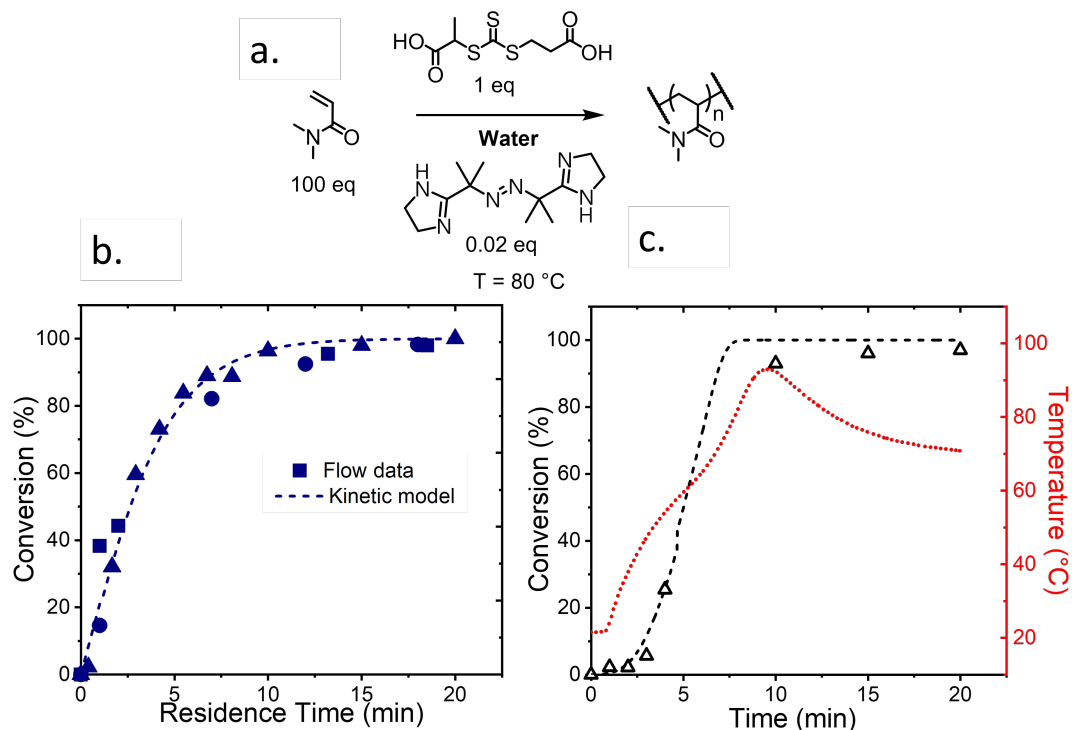 a.
HO
O
S
S
S
O
OH
1 eq
N
O
Water
n
N
O
100 eq
H
N
N
N
N
N
N
H
0.02 eq
T = 80 °C
b.
c.
Conversion (%)
100
80
60
40
20
0
0
5
10
15
20
Residence Time (min)
Flow data
Kinetic model
Conversion (%)
100
80
60
40
20
0
0
5
10
15
20
Time (min)
100
80
60
40
20
Temperature (°C)